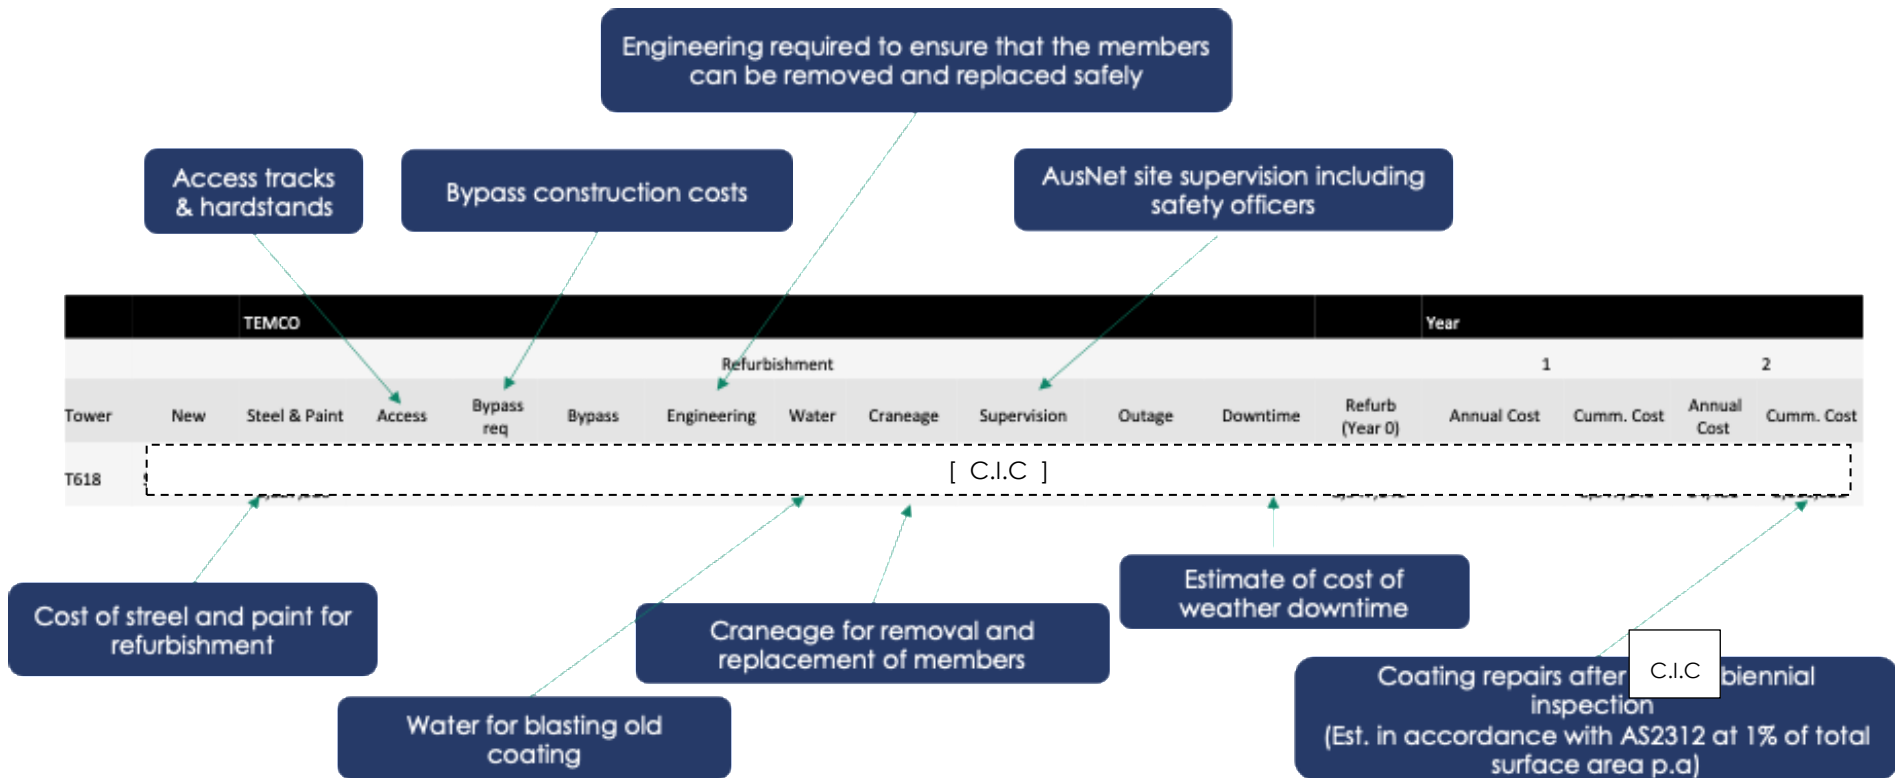 Engineering required to ensure that the members
can be removed and replaced safely
Access tracks
& hardstands
Bypass construction costs
AusNet site supervision including
safety officers
TEMCO
Year
Refurbishment
1
2
Tower
New
Steel & Paint
Access
Bypass
req
Bypass
Engineering
Water
Craneage
Supervision
Outage
Downtime
Refurb
(Year 0)
Annual Cost
Cumm. Cost
Annual
Cost
Cumm. Cost
T618
[ C.I.C ]
Cost of streel and paint for
refurbishment
Water for blasting old
coating
Craneage for removal and
replacement of members
Estimate of cost of
weather downtime
Coating repairs after C.I.C biennial
inspection
(Est. in accordance with AS2312 at 1% of total
surface area p.a)